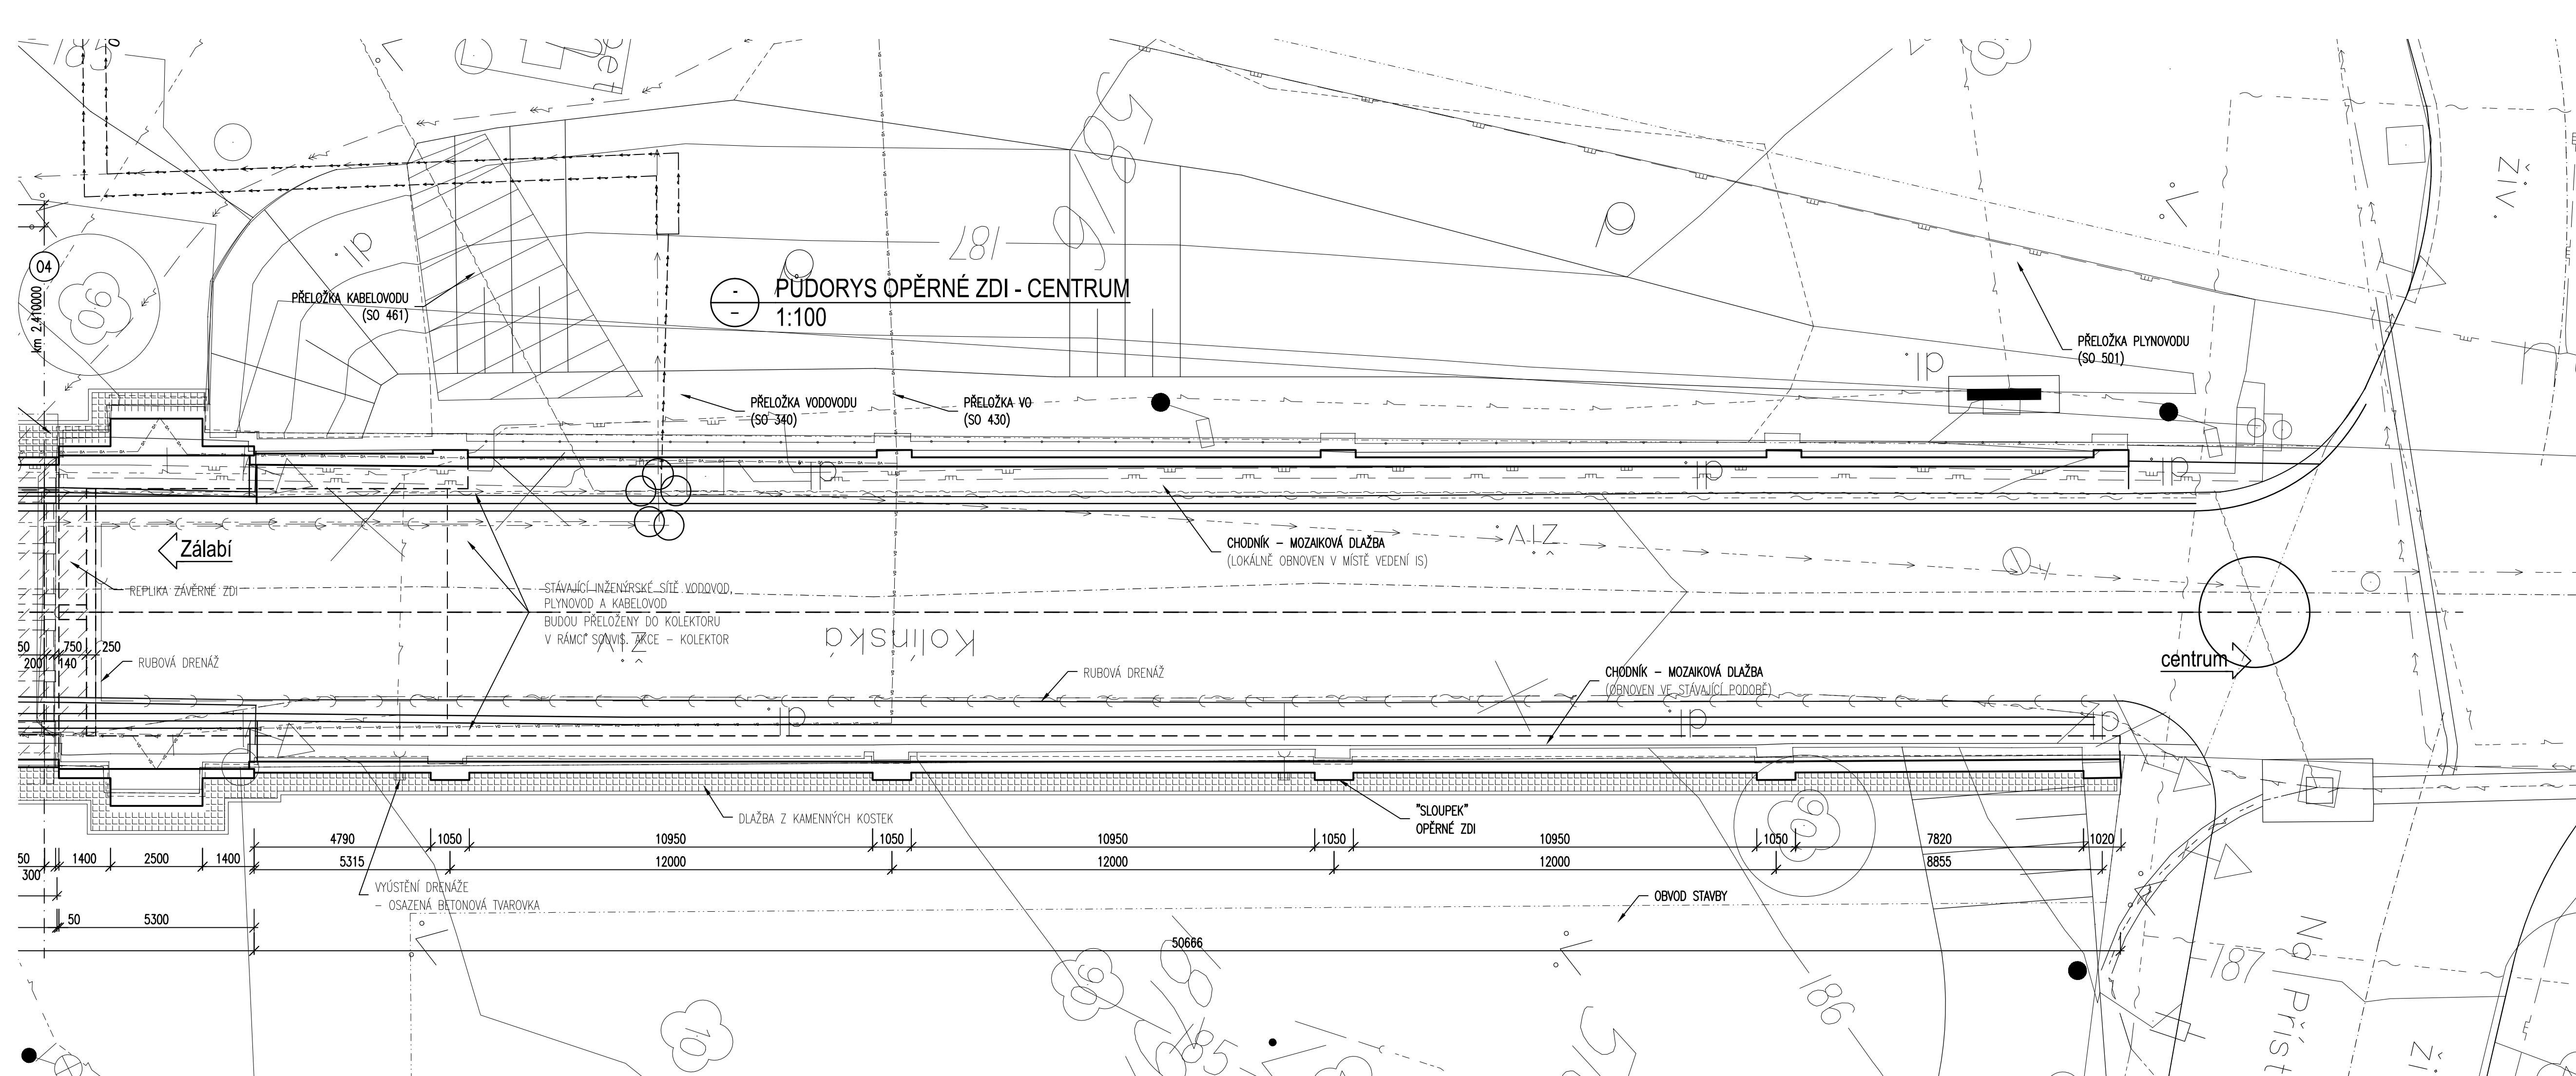 185
04
km 2,410000
PŘELOŽKA KABELOVODU
(SO 461)
187
PŮDORYS OPĚRNÉ ZDI - CENTRUM
1:100
PŘELOŽKA PLYNOVODU
(SO 501)
PŘELOŽKA VODOVODU
(SO 340)
PŘELOŽKA VO
(SO 430)
Živ.
Zálabí
REPLIKA ZÁVĚRNÉ ZDI
CHODNÍK – MOZAIKOVÁ DLAŽBA
(LOKÁLNĚ OBNOVEN V MÍSTĚ VEDENÍ IS)
Živ.
STÁVAJÍCÍ INŽENÝRSKÉ SÍTĚ VODOVOD,
PLYNOVOD A KABELOVOD
BUDOU PŘELOŽENY DO KOLEKTORU
V RÁMCI SOUVIS. AKCE – KOLEKTOR
Živ.
Kolínská
50 750 250
200 140
RUBOVÁ DRENÁŽ
RUBOVÁ DRENÁŽ
CHODNÍK – MOZAIKOVÁ DLAŽBA
(OBNOVEN VE STÁVAJÍCÍ PODOBĚ)
centrum
DLAŽBA Z KAMENNÝCH KOSTEK
"SLOUPEK"
OPĚRNÉ ZDI
4790 1050 10950 1050 10950 1050 10950 1050 7820 1020
50 1400 2500 1400 5315 12000 12000 12000 8855
300
VYÚSTĚNÍ DRENÁŽE
– OSAZENÁ BETONOVÁ TVAROVKA
OBVOD STAVBY
50 5300
50666
186
187
Na Příst